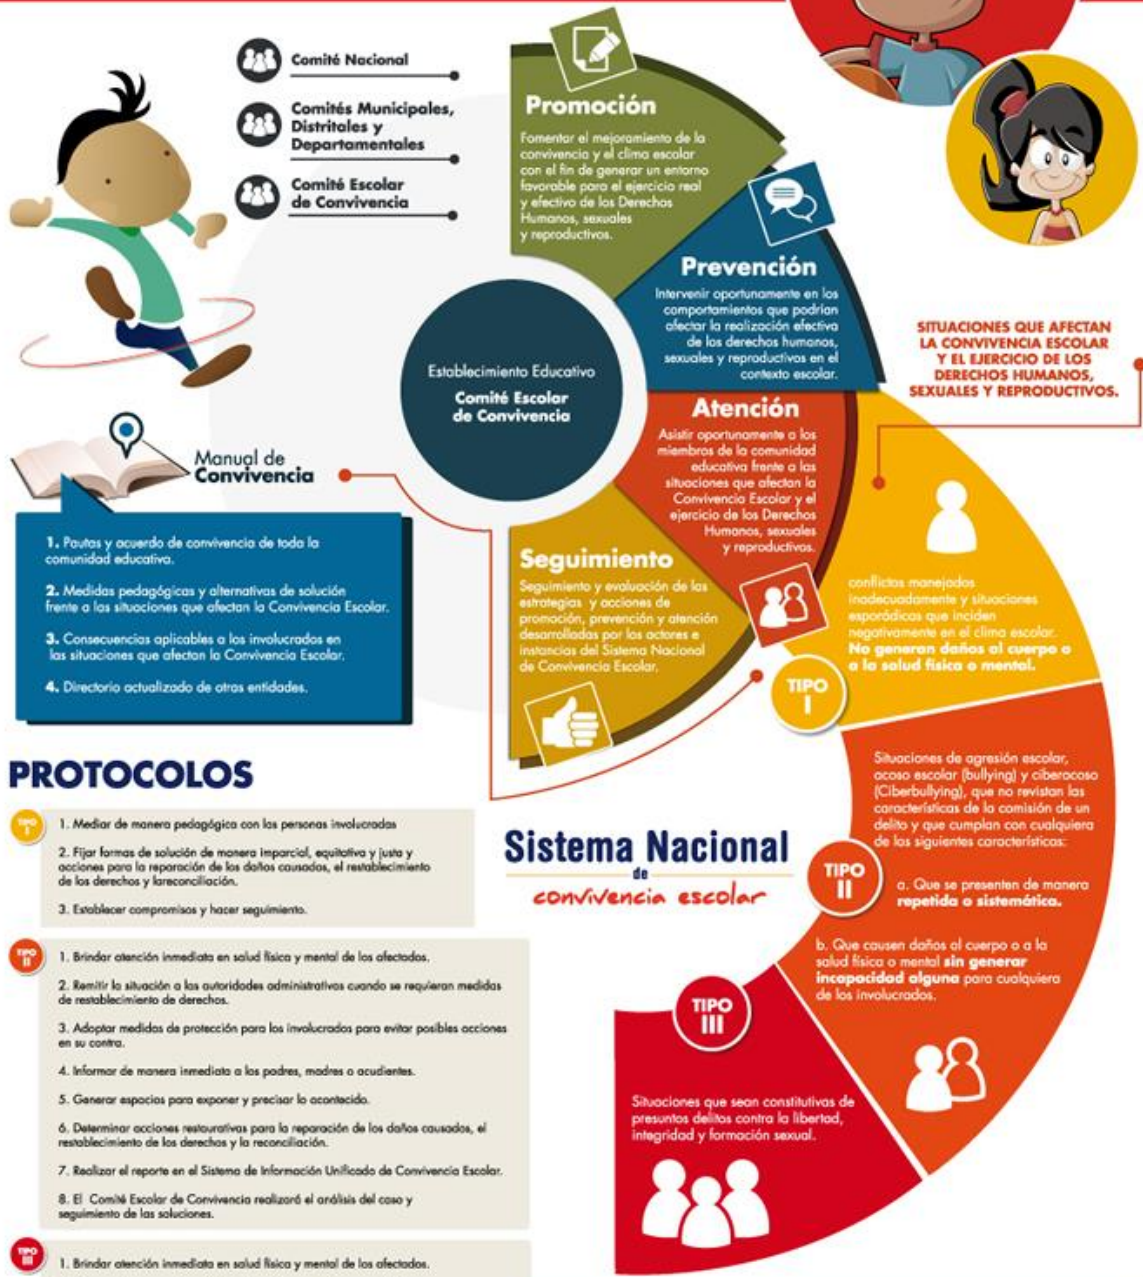 Comité Nacional
Comités Municipales,
Distritales y
Departamentales
Comité Escolar
de Convivencia
Promoción
Fomentar el mejoramiento de la
convivencia y el clima escolar
con el fin de generar un entorno
favorable para el ejercicio real
y efectivo de los Derechos
Humanos, sexuales
y reproductivos.
Prevención
Intervenir oportunamente en los
comportamientos que podrían
afectar la realización efectiva
de los derechos humanos,
sexuales y reproductivos en el
contexto escolar.
SITUACIONES QUE AFECTAN
LA CONVIVENCIA ESCOLAR
Y EL EJERCICIO DE LOS
DERECHOS HUMANOS,
SEXUALES Y REPRODUCTIVOS.
Establecimiento Educativo
Comité Escolar
de Convivencia
Atención
Asistir oportunamente a los
miembros de la comunidad
educativa frente a las
situaciones que afectan la
Convivencia Escolar y el
ejercicio de los Derechos
Humanos, sexuales
y reproductivos.
Manual de
Convivencia
1. Pautas y acuerdo de convivencia de toda la
comunidad educativa.
2. Medidas pedagógicas y alternativas de solución
frente a las situaciones que afectan la Convivencia Escolar.
3. Consecuencias aplicables a los involucrados en
las situaciones que afectan la Convivencia Escolar.
4. Directorio actualizado de otras entidades.
Seguimiento
Seguimiento y evaluación de las
estrategias y acciones de
promoción, prevención y atención
desarrolladas por los actores e
instancias del Sistema Nacional
de Convivencia Escolar.
conflictos manejados
inadecuadamente y situaciones
esporádicas que inciden
negativamente en el clima escolar.
No generan daños al cuerpo o
a la salud física o mental.
TIPO
I
Situaciones de agresión escolar,
acoso escolar (bullying) y ciberacoso
(Ciberbullying), que no revistan las
características de la comisión de un
delito y que cumplan con cualquiera
de las siguientes características:
TIPO
II
a. Que se presenten de manera
repetida o sistemática.
b. Que causen daños al cuerpo o a la
salud física o mental sin generar
incapacidad alguna para cualquiera
de los involucrados.
TIPO
III
Situaciones que sean constitutivas de
presuntos delitos contra la libertad,
integridad y formación sexual.
Sistema Nacional
de
convivencia escolar
PROTOCOLOS
TIPO
I
1. Mediar de manera pedagógica con las personas involucradas
2. Fijar formas de solución de manera imparcial, equitativa y justa y
acciones para la reparación de los daños causados, el restablecimiento
de los derechos y lareconciliación.
3. Establecer compromisos y hacer seguimiento.
TIPO
II
1. Brindar atención inmediata en salud física y mental de los afectados.
2. Remitir la situación a las autoridades administrativas cuando se requieran medidas
de restablecimiento de derechos.
3. Adoptar medidas de protección para los involucrados para evitar posibles acciones
en su contra.
4. Informar de manera inmediata a los padres, madres o acudientes.
5. Generar espacios para exponer y precisar lo acontecido.
6. Determinar acciones restaurativas para la reparación de los daños causados, el
restablecimiento de los derechos y la reconciliación.
7. Realizar el reporte en el Sistema de Información Unificado de Convivencia Escolar.
8. El Comité Escolar de Convivencia realizará el análisis del caso y
seguimiento de las soluciones.
TIPO
III
1. Brindar atención inmediata en salud física y mental de los afectados.